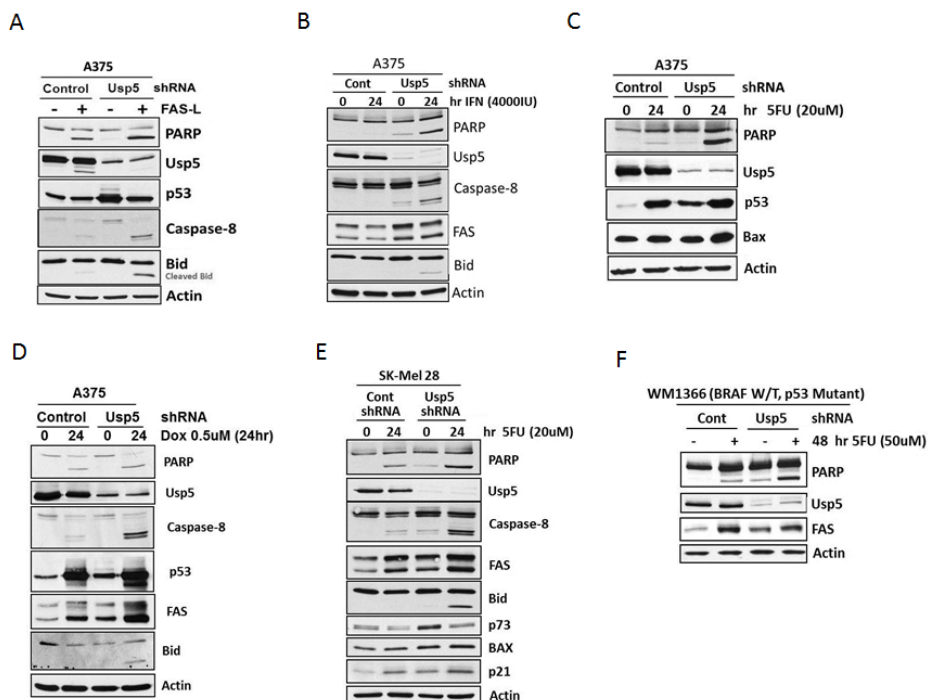 A
A375
Control Usp5 shRNA
- + - + FAS-L
PARP
Usp5
p53
Caspase-8
Bid
Cleaved Bid
Actin
B
A375
Cont Usp5 shRNA
0 24 0 24 hr IFN (4000IU)
PARP
Usp5
Caspase-8
FAS
Bid
Actin
C
A375
Control Usp5 shRNA
0 24 0 24 hr 5FU (20uM)
PARP
Usp5
p53
Bax
Actin
D
A375
Control Usp5 shRNA
0 24 0 24 Dox 0.5uM (24hr)
PARP
Usp5
Caspase-8
p53
FAS
Bid
Actin
E
SK-Mel 28
Cont Usp5
shRNA shRNA
0 24 0 24 hr 5FU (20uM)
PARP
Usp5
Caspase-8
FAS
Bid
p73
BAX
p21
Actin
F
WM1366 (BRAF W/T, p53 Mutant)
Cont Usp5 shRNA
- + - + 48 hr 5FU (50uM)
PARP
Usp5
FAS
Actin